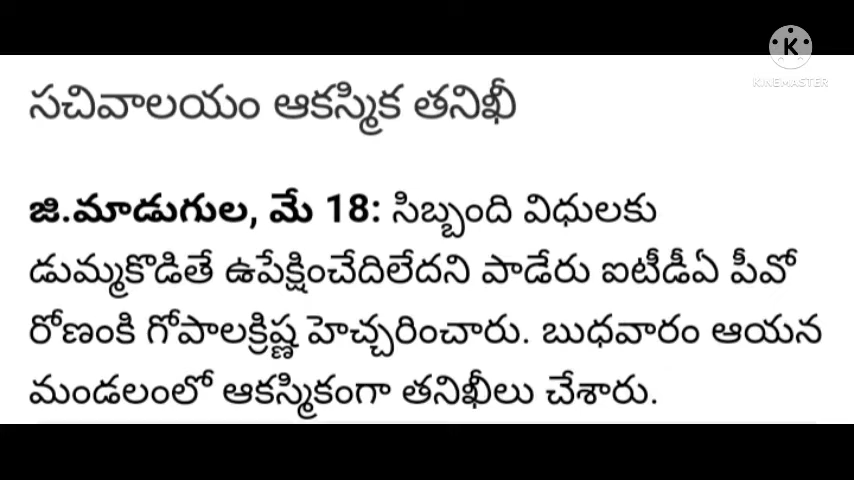 KINEMASTER
సచివాలయం ఆకస్మిక తనిఖీ
జి.మాడుగుల, మే 18: సిబ్బంది విధులకు
డుమ్మకొడితే ఉపేక్షించేదిలేదని పాడేరు ఐటీడీఏ పీవో
రోణంకి గోపాలక్రిష్ణ హెచ్చరించారు. బుధవారం ఆయన
మండలంలో ఆకస్మికంగా తనిఖీలు చేశారు.